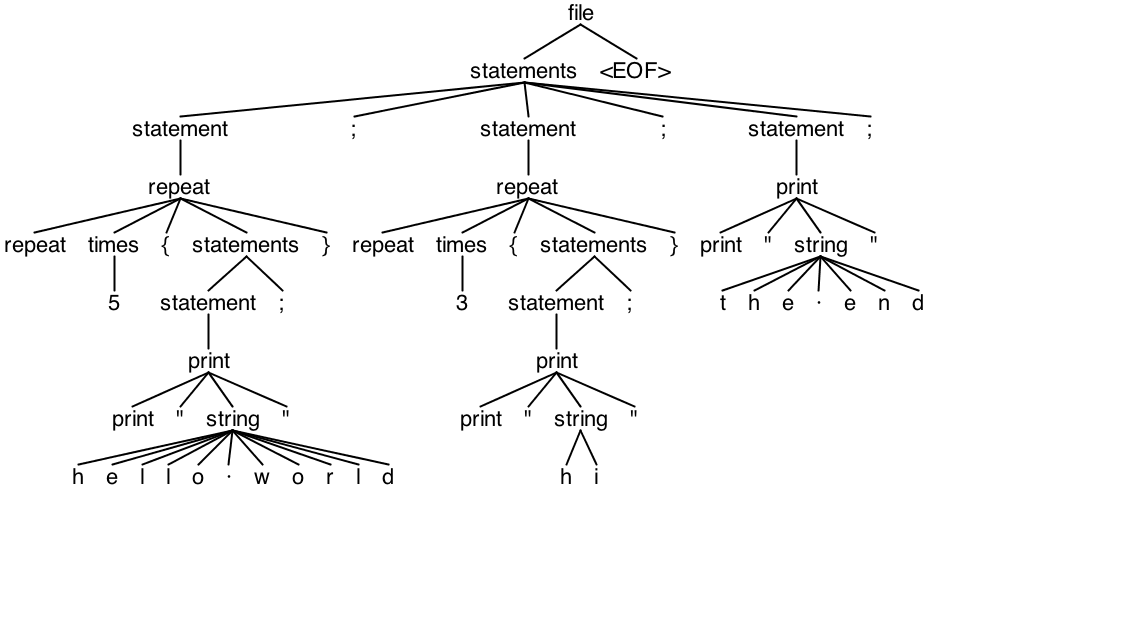 file
statements <EOF>
statement ; statement ; statement ;
repeat repeat print
repeat times { statements } repeat times { statements } print " string "
5 statement ; 3 statement ; t h e · e n d
print print
print " string " print " string "
h e l l o · w o r l d h i